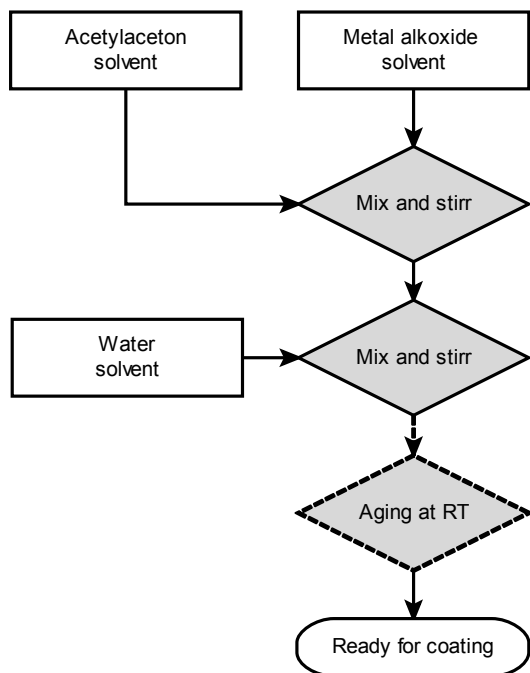 Acetylaceton
solvent
Metal alkoxide
solvent
Mix and stirr
Water
solvent
Mix and stirr
Aging at RT
Ready for coating